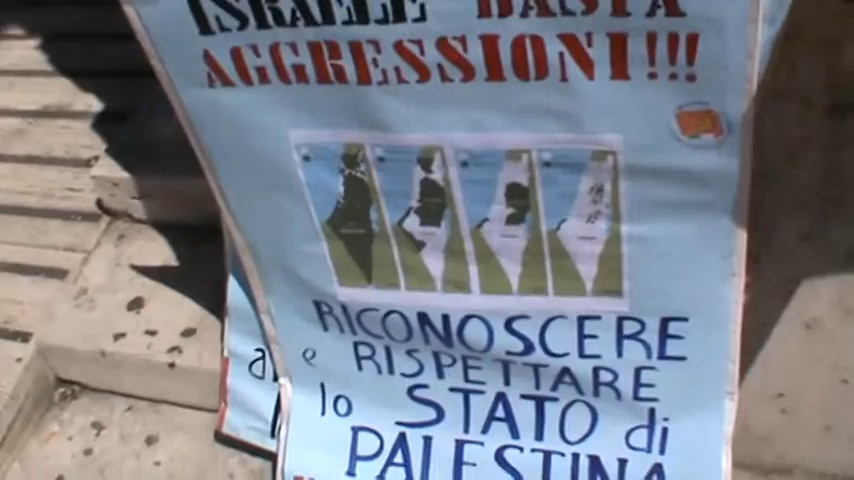 ISRAELE BASTA
AGGRESSIONI!!!
RICONOSCERE
e RISPETTARE
lo STATO di
PALESTINA